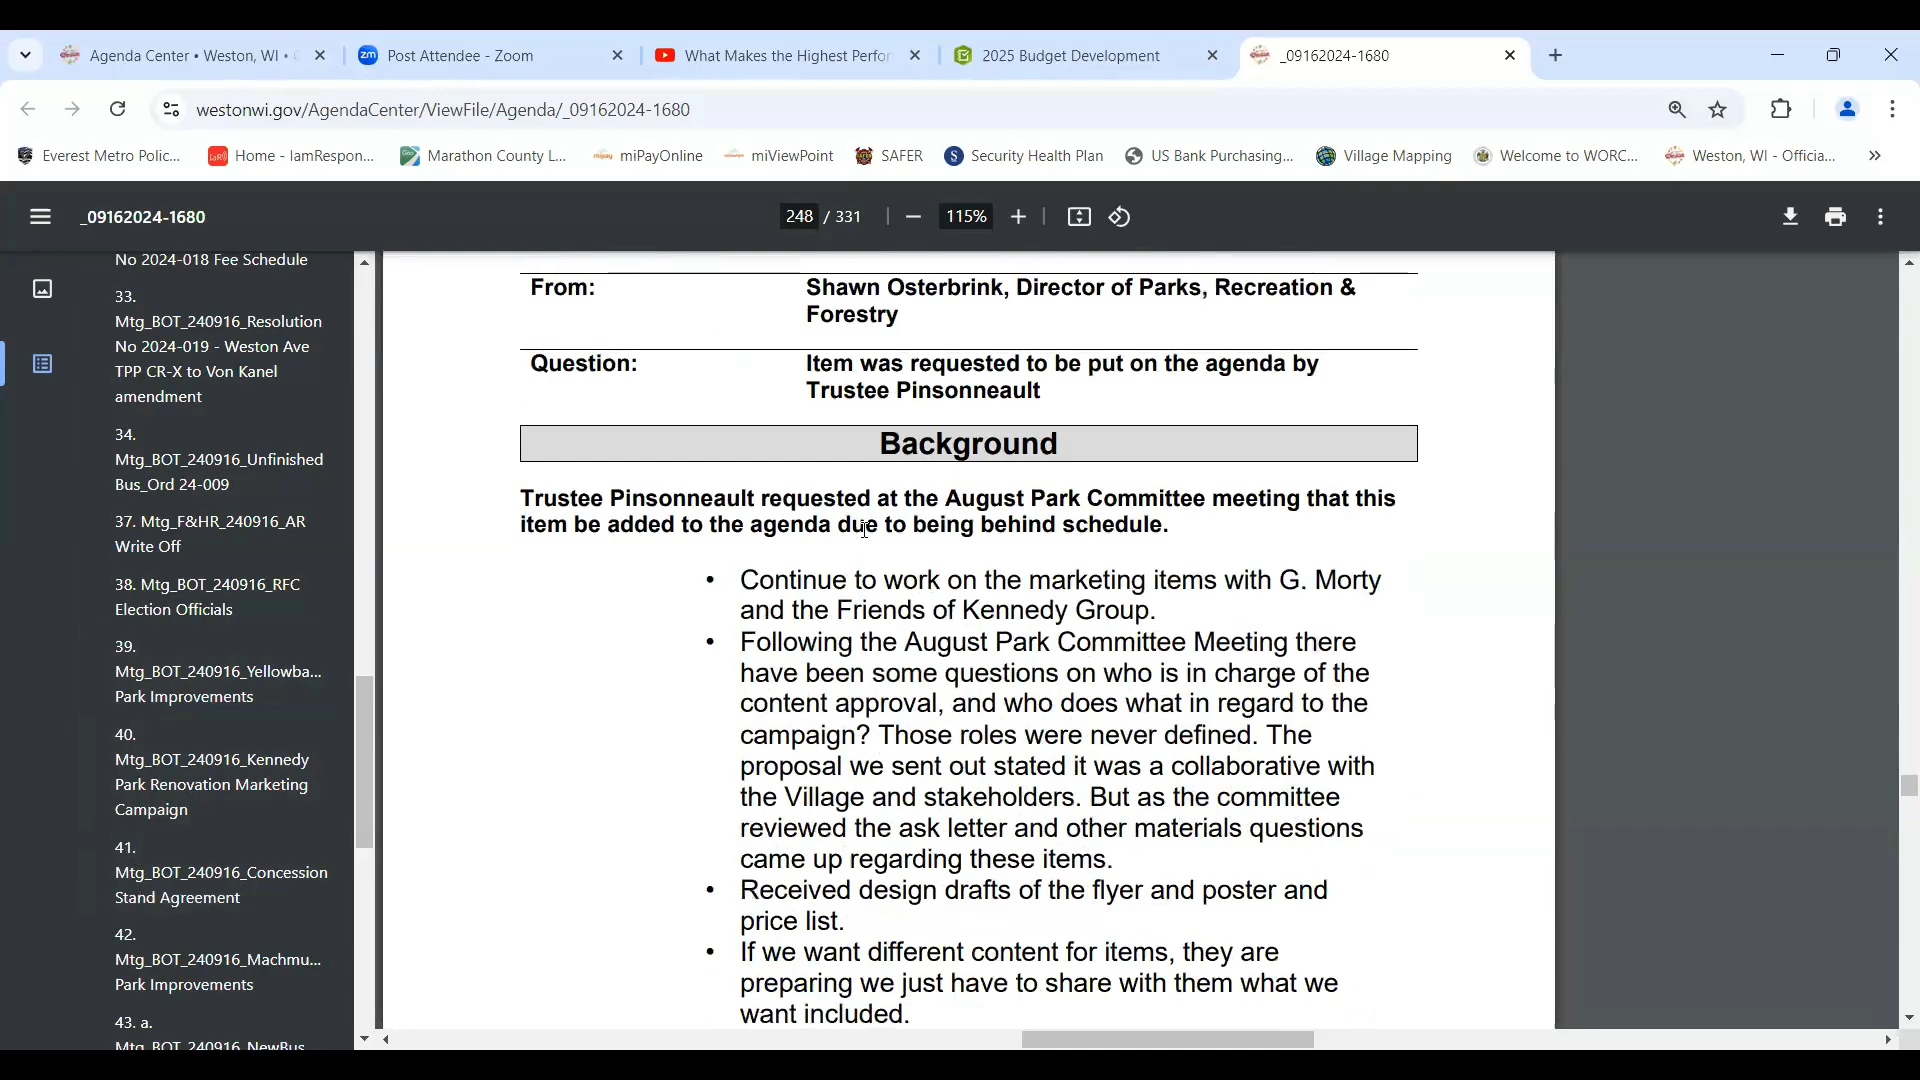 Agenda Center • Weston, WI •
Post Attendee - Zoom
What Makes the Highest Perfor
2025 Budget Development
_09162024-1680
westonwi.gov/AgendaCenter/ViewFile/Agenda/_09162024-1680
Everest Metro Polic...
Home - IamRespon...
Marathon County L...
miPayOnline
miViewPoint
SAFER
Security Health Plan
US Bank Purchasing...
Village Mapping
Welcome to WORC...
Weston, WI - Officia...
_09162024-1680
248 / 331
115%
No 2024-018 Fee Schedule
33.
Mtg_BOT_240916_Resolution
No 2024-019 - Weston Ave
TPP CR-X to Von Kanel
amendment
34.
Mtg_BOT_240916_Unfinished
Bus_Ord 24-009
37. Mtg_F&HR_240916_AR
Write Off
38. Mtg_BOT_240916_RFC
Election Officials
39.
Mtg_BOT_240916_Yellowba...
Park Improvements
40.
Mtg_BOT_240916_Kennedy
Park Renovation Marketing
Campaign
41.
Mtg_BOT_240916_Concession
Stand Agreement
42.
Mtg_BOT_240916_Machmu...
Park Improvements
43. a.
Mtg_BOT_240916_NewBus
From: Shawn Osterbrink, Director of Parks, Recreation &
Forestry
Question: Item was requested to be put on the agenda by
Trustee Pinsonneault
Background
Trustee Pinsonneault requested at the August Park Committee meeting that this
item be added to the agenda due to being behind schedule.
• Continue to work on the marketing items with G. Morty
and the Friends of Kennedy Group.
• Following the August Park Committee Meeting there
have been some questions on who is in charge of the
content approval, and who does what in regard to the
campaign? Those roles were never defined. The
proposal we sent out stated it was a collaborative with
the Village and stakeholders. But as the committee
reviewed the ask letter and other materials questions
came up regarding these items.
• Received design drafts of the flyer and poster and
price list.
• If we want different content for items, they are
preparing we just have to share with them what we
want included.